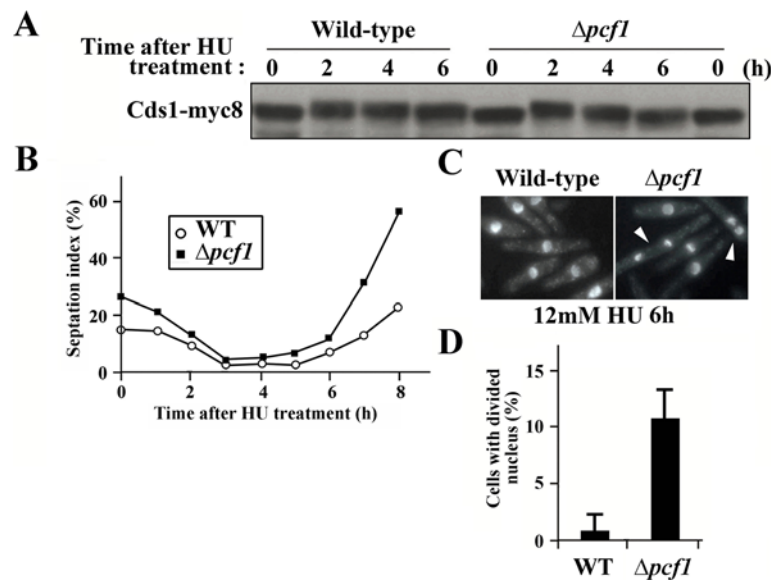 A
Wild-type Δpcf1
Time after HU
treatment : 0 2 4 6 0 2 4 6 0 (h)
Cds1-myc8
B
Septation index (%)
60
40
20
0
WT
Δpcf1
0 2 4 6 8
Time after HU treatment (h)
C
Wild-type Δpcf1
12mM HU 6h
D
Cells with divided
nucleus (%)
15
10
5
0
WT Δpcf1